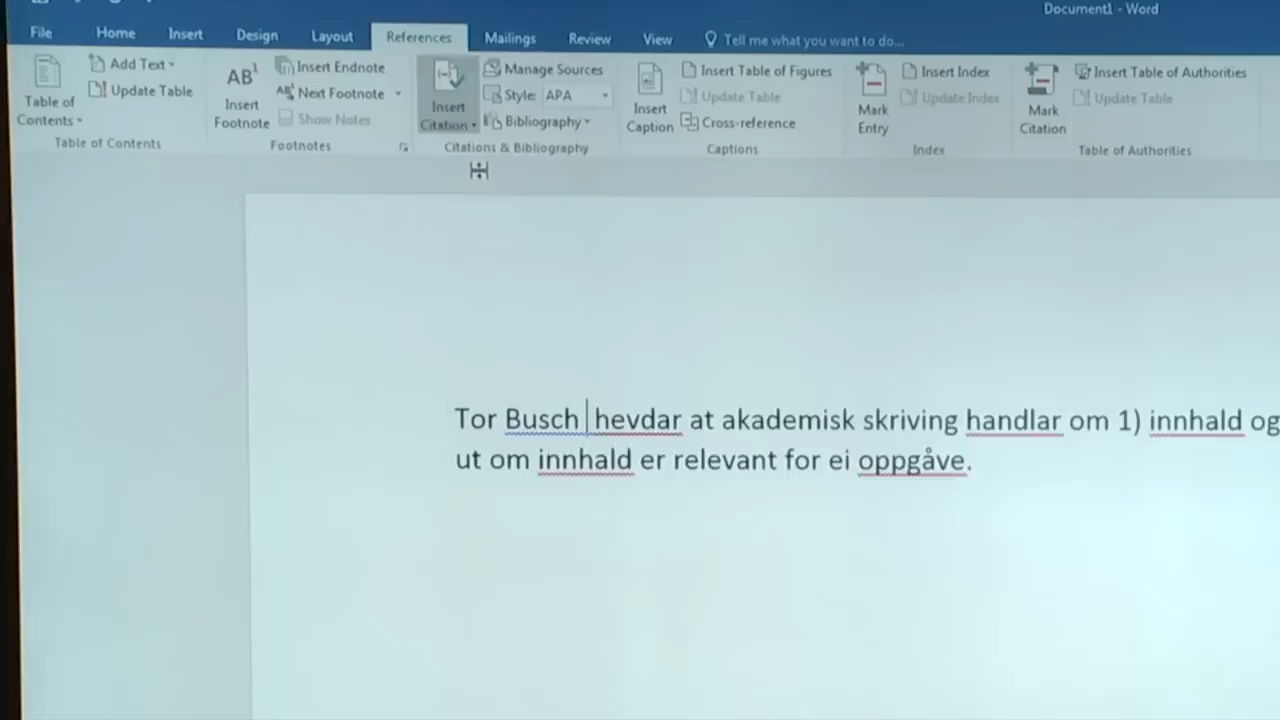 Document1 - Word
File Home Insert Design Layout References Mailings Review View Tell me what you want to do...
Table of Contents
Add Text
Update Table
Table of Contents
AB1
Insert Footnote
Insert Endnote
Next Footnote
Show Notes
Footnotes
Insert Citation
Manage Sources
Style: APA
Bibliography
Citations & Bibliography
Insert Caption
Insert Table of Figures
Update Table
Cross-reference
Captions
Mark Entry
Insert Index
Update Index
Index
Mark Citation
Insert Table of Authorities
Update Table
Table of Authorities
Tor Busch hevdar at akademisk skriving handlar om 1) innhald og
ut om innhald er relevant for ei oppgåve.